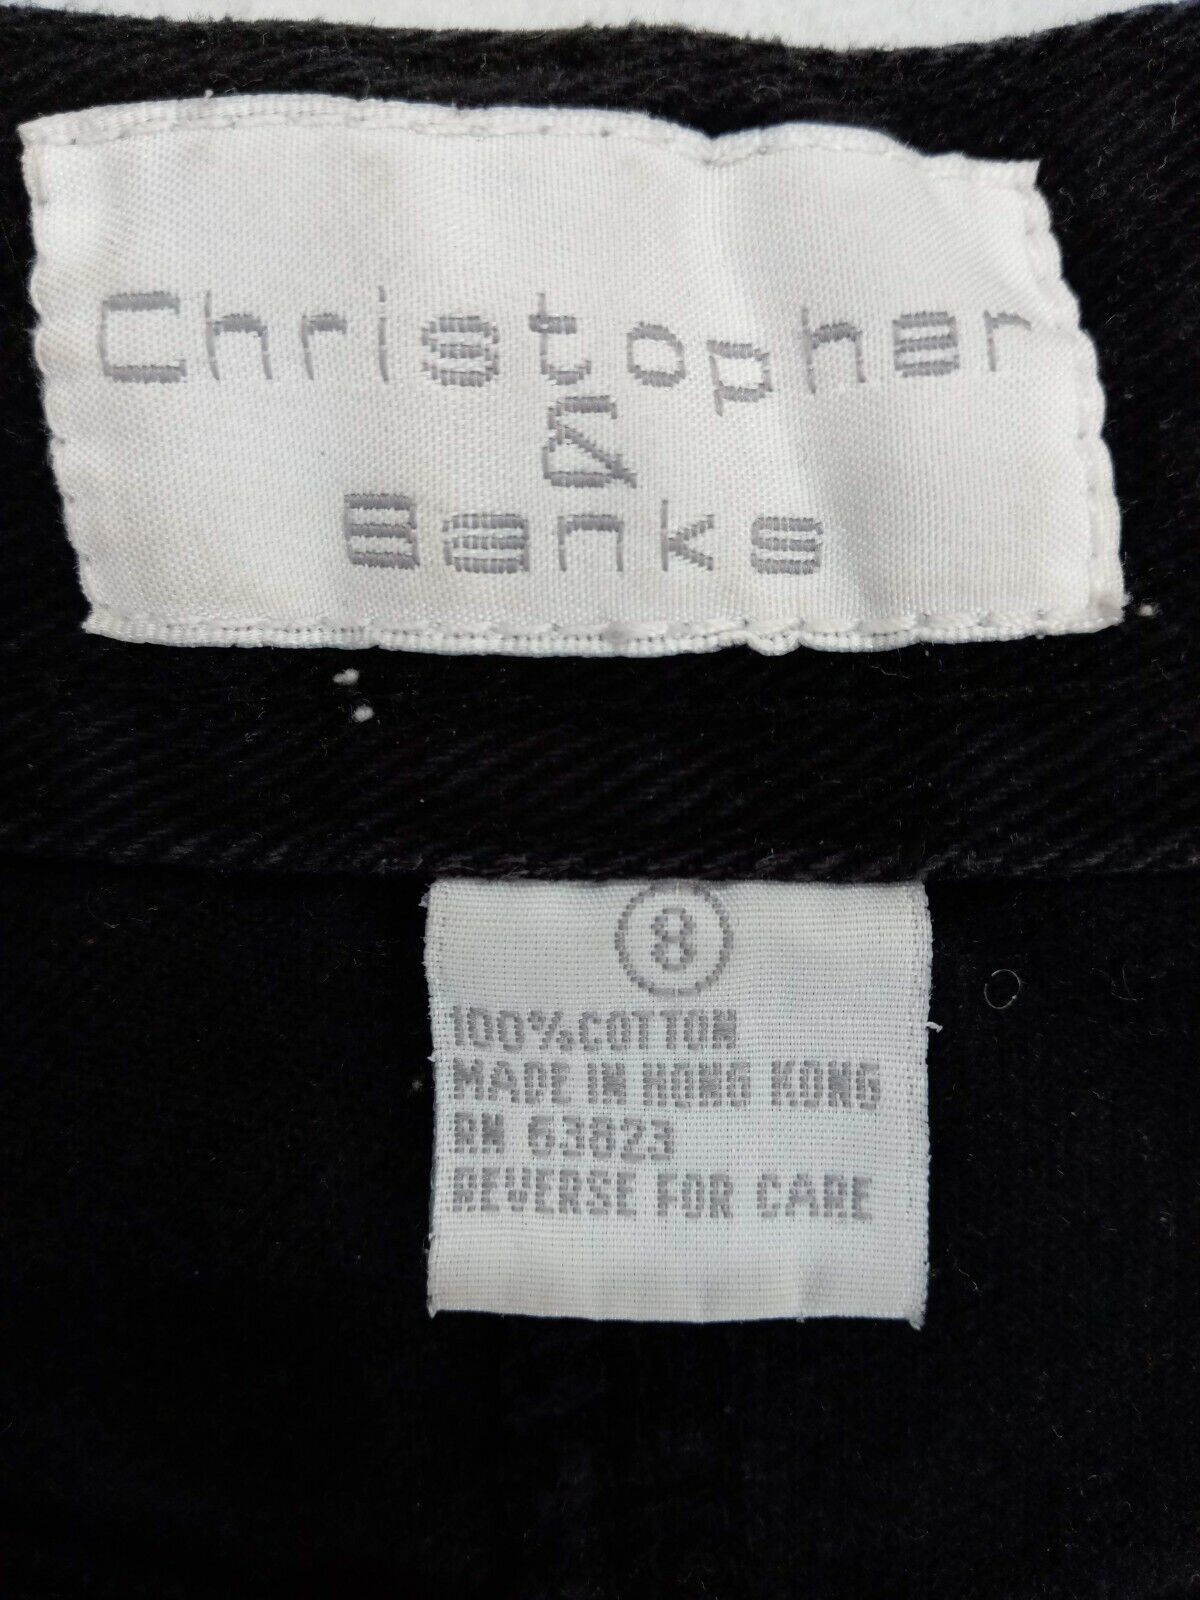 Christopher
&
Banks
8
100% COTTON
MADE IN HONG KONG
RN 63823
REVERSE FOR CARE